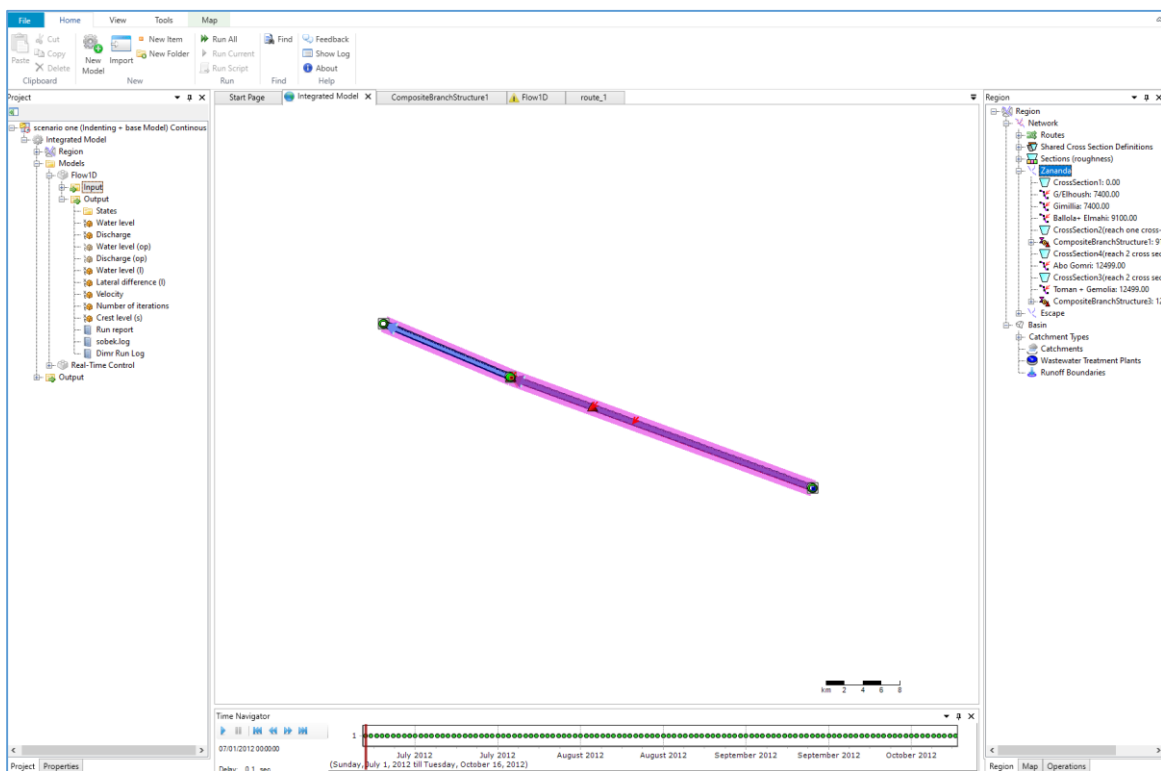 File Home View Tools Map
Cut
Copy
Delete
Paste
Clipboard
New Model
Import
New Item
New Folder
New
Run All
Run Current
Run Script
Run
Find
Find
Feedback
Show Log
About
Help
Project
scenario one (Indenting + base Model) Continous
Integrated Model
Region
Models
Flow1D
Input
Output
States
Water level
Discharge
Water level (op)
Discharge (op)
Water level (l)
Lateral difference (l)
Velocity
Number of iterations
Crest level (s)
Run report
sobek.log
Dimr Run Log
Real-Time Control
Output
Project Properties
Start Page Integrated Model CompositeBranchStructure1 Flow1D route_1
km 2 4 6 8
Time Navigator
07/01/2012 00:00:00
Delay: 0.1 sec
1
July 2012 July 2012 August 2012 August 2012 September 2012 September 2012 October 2012
(Sunday, July 1, 2012 till Tuesday, October 16, 2012)
Region
Region
Network
Routes
Shared Cross Section Definitions
Sections (roughness)
Zananda
CrossSection1: 0.00
G/Elhoush: 7400.00
Gimillia: 7400.00
Ballola+ Elmahi: 9100.00
CrossSection2(reach one cross-
CompositeBranchStructure1: 9
CrossSection4(reach 2 cross sec
Abo Gomri: 12499.00
CrossSection3(reach 2 cross sec
Toman + Gemolia: 12499.00
CompositeBranchStructure3: 12
Escape
Basin
Catchment Types
Catchments
Wastewater Treatment Plants
Runoff Boundaries
Region Map Operations